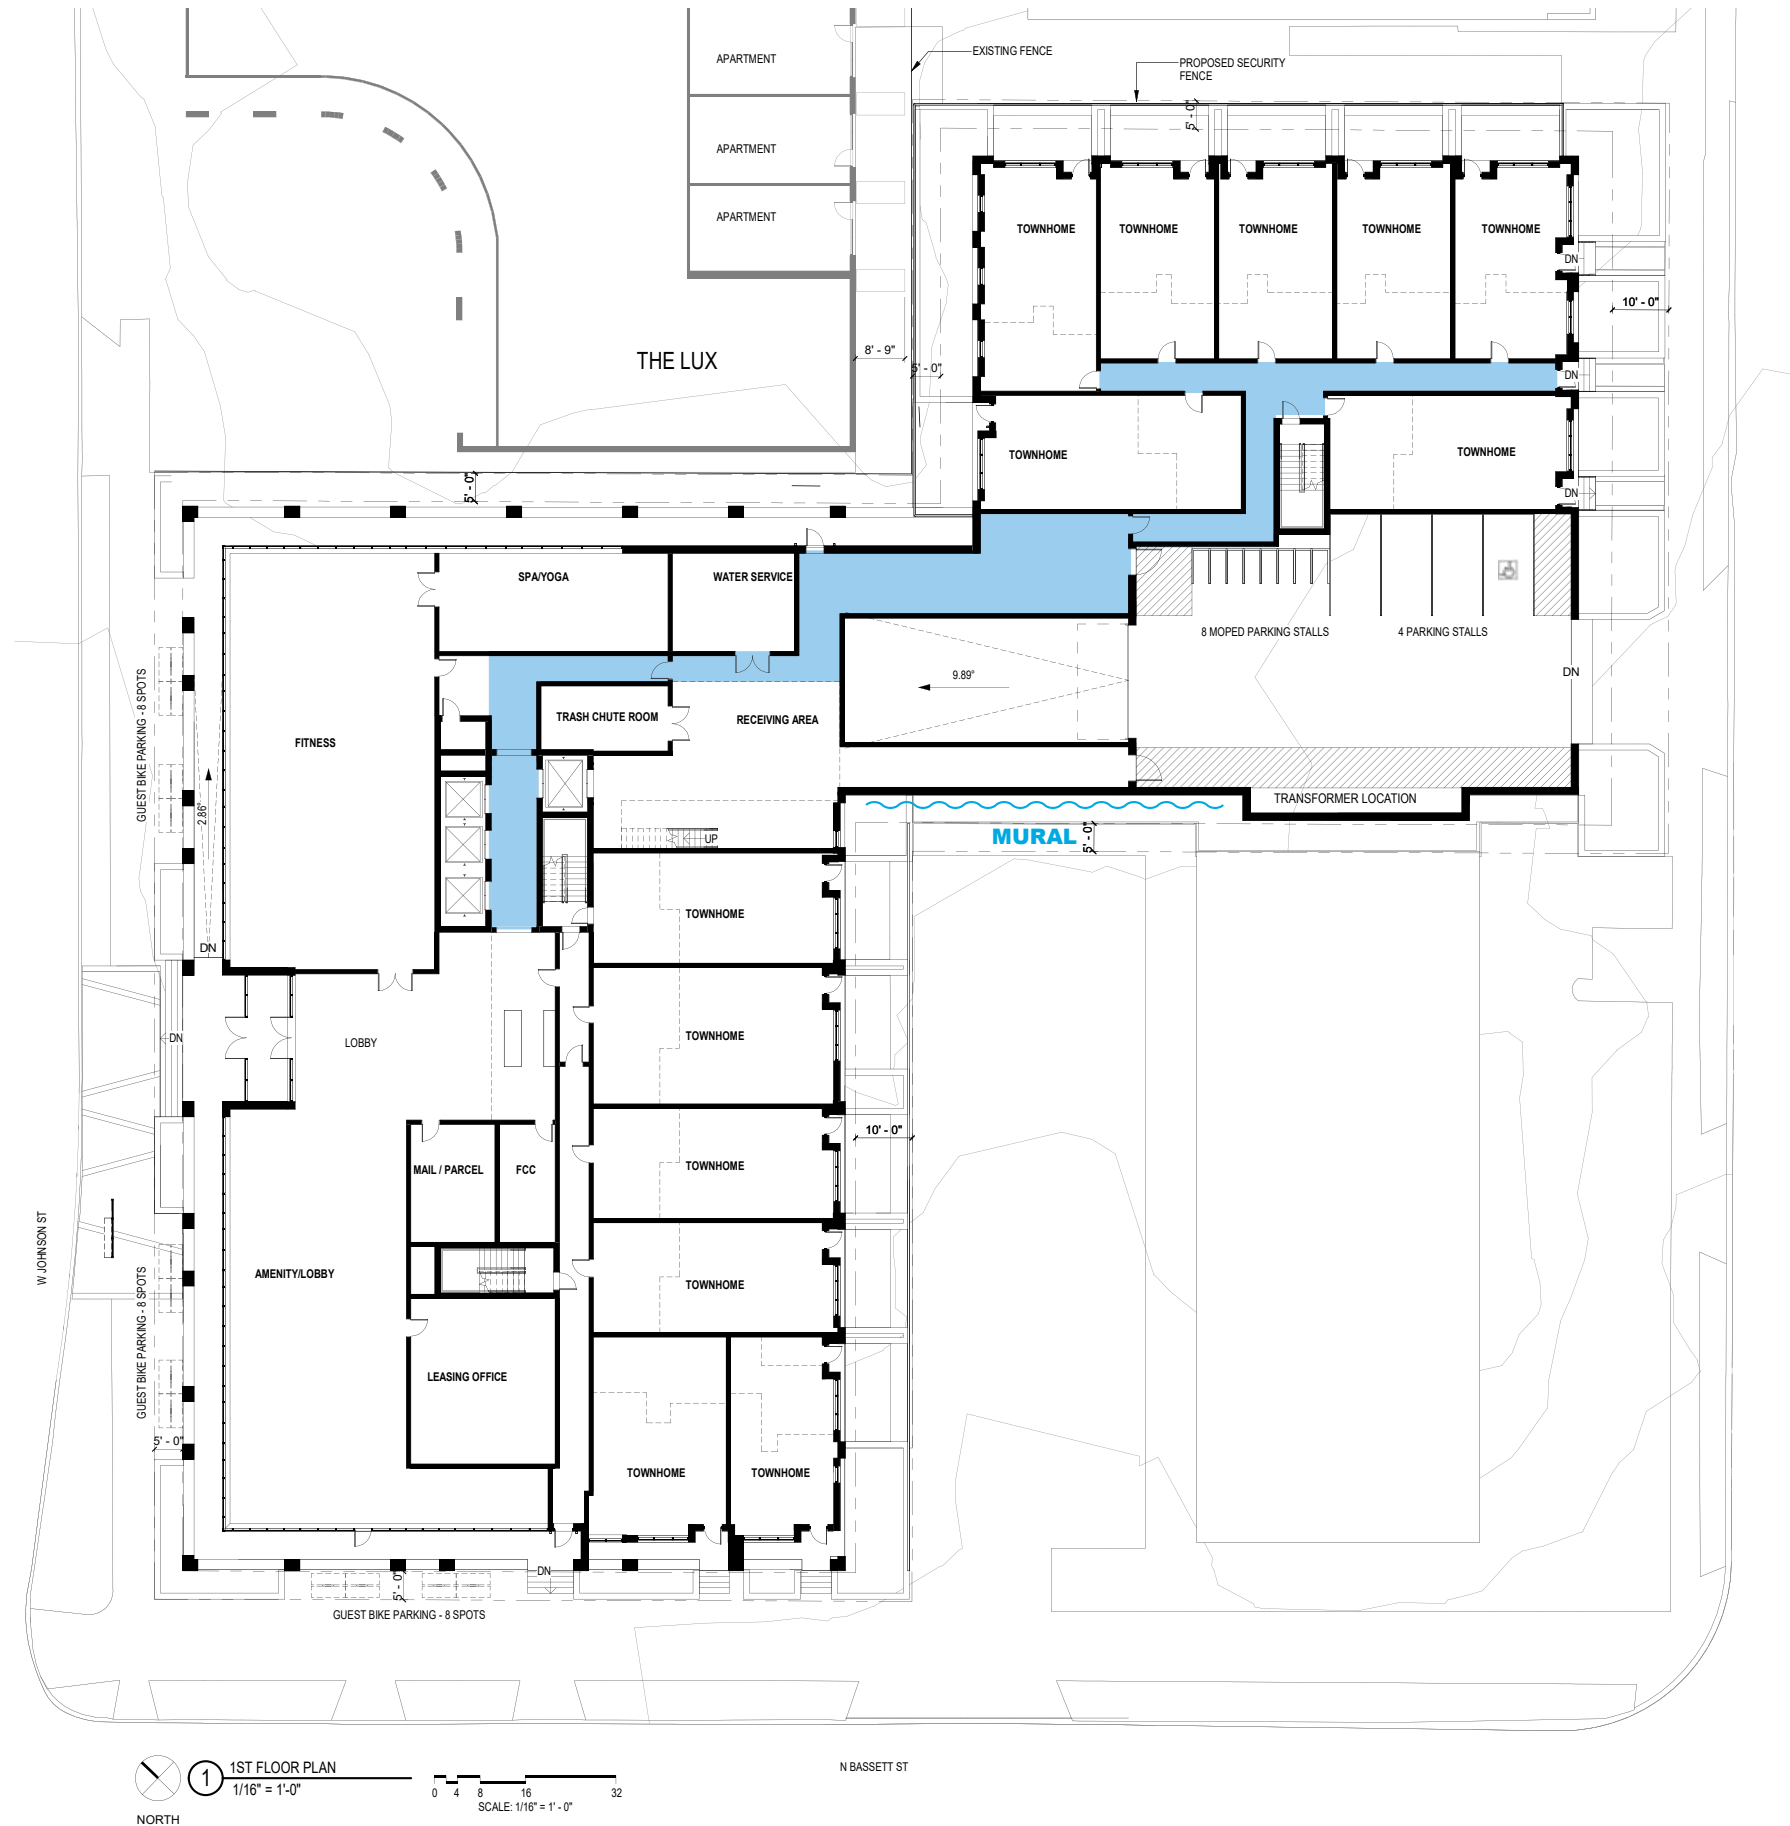 EXISTING FENCE
PROPOSED SECURITY
FENCE
APARTMENT
APARTMENT
APARTMENT
5' - 0"
TOWNHOME
TOWNHOME
TOWNHOME
TOWNHOME
TOWNHOME
DN
10' - 0"
THE LUX
8' - 9"
5' - 0"
DN
TOWNHOME
TOWNHOME
DN
5' - 0"
SPA/YOGA
WATER SERVICE
8 MOPED PARKING STALLS
4 PARKING STALLS
DN
9.89°
GUEST BIKE PARKING - 8 SPOTS
TRASH CHUTE ROOM
RECEIVING AREA
FITNESS
2.86°
TRANSFORMER LOCATION
MURAL
5' - 0"
UP
TOWNHOME
DN
DN
LOBBY
TOWNHOME
10' - 0"
MAIL / PARCEL
FCC
TOWNHOME
W JOHNSON ST
AMENITY/LOBBY
TOWNHOME
GUEST BIKE PARKING - 8 SPOTS
LEASING OFFICE
5' - 0"
TOWNHOME
TOWNHOME
DN
5' - 0"
GUEST BIKE PARKING - 8 SPOTS
1
1ST FLOOR PLAN
1/16" = 1'-0"
NORTH
0 4 8 16 32
SCALE: 1/16" = 1' - 0"
N BASSETT ST